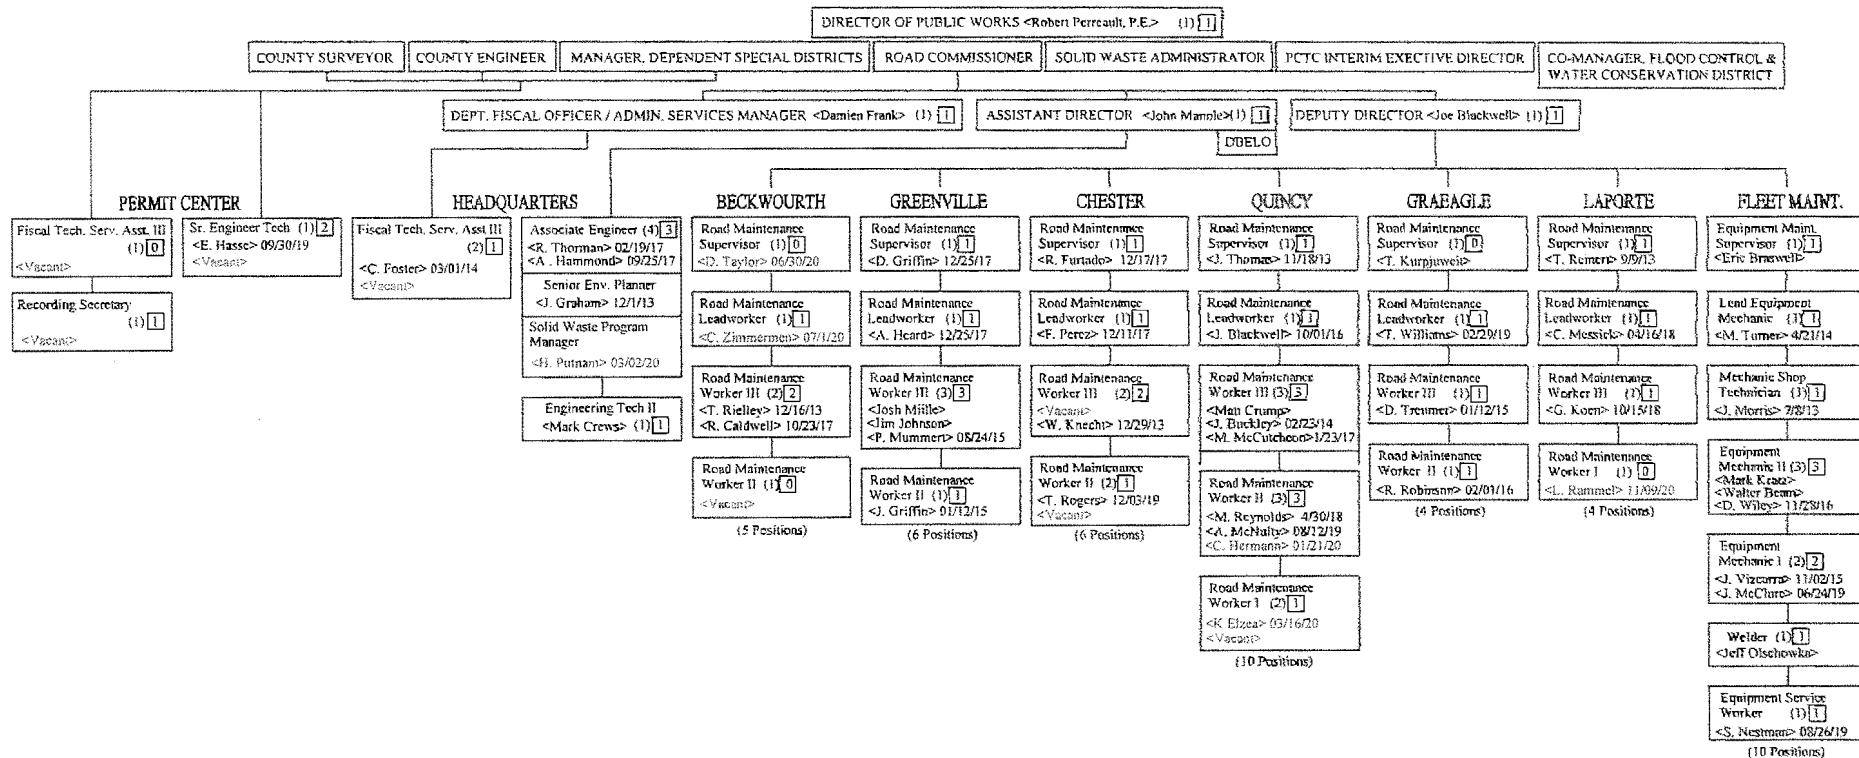 DIRECTOR OF PUBLIC WORKS <Robert Perreault, P.E.> (1) 1
COUNTY SURVEYOR
COUNTY ENGINEER
MANAGER, DEPENDENT SPECIAL DISTRICTS
ROAD COMMISSIONER
SOLID WASTE ADMINISTRATOR
PCTC INTERIM EXECTIVE DIRECTOR
CO-MANAGER, FLOOD CONTROL &
WATER CONSERVATION DISTRICT
DEPT. FISCAL OFFICER / ADMIN. SERVICES MANAGER <Damien Frank> (1) 1
ASSISTANT DIRECTOR <John Mannle>(1) 1
DEPUTY DIRECTOR <Joe Blackwell> (1) 1
DBELO
PERMIT CENTER
Fiscal Tech. Serv. Asst. III
(1) 0
<Vacant>
Recording Secretary
(1) 1
<Vacant>
Sr. Engineer Tech (1) 2
<E. Hasse> 09/30/19
<Vacant>
HEADQUARTERS
Fiscal Tech. Serv. Asst III
(2) 1
<C. Foster> 03/01/14
<Vacant>
Associate Engineer (4) 3
<R. Thorman> 02/19/17
<A . Hammond> 09/25/17
Senior Env. Planner
<J. Graham> 12/1/13
Solid Waste Program
Manager
<H. Putnam> 03/02/20
Engineering Tech II
<Mark Crews> (1) 1
BECKWOURTH
Road Maintenance
Supervisor (1) 0
<D. Taylor> 06/30/20
Road Maintenance
Leadworker (1) 1
<C. Zimmermen> 07/1/20
Road Maintenance
Worker III (2) 2
<T. Rielley> 12/16/13
<R. Caldwell> 10/23/17
Road Maintenance
Worker II (1) 0
<Vacant>
(5 Positions)
GREENVILLE
Road Maintenance
Supervisor (1) 1
<D. Griffin> 12/25/17
Road Maintenance
Leadworker (1) 1
<A. Heard> 12/25/17
Road Maintenance
Worker III (3) 3
<Josh Miille>
<Jim Johnson>
<P. Mummert> 08/24/15
Road Maintenance
Worker II (1) 1
<J. Griffin> 01/12/15
(6 Positions)
CHESTER
Road Maintenance
Supervisor (1) 1
<R. Furtado> 12/17/17
Road Maintenance
Leadworker (1) 1
<F. Perez> 12/11/17
Road Maintenance
Worker III (2) 2
<Vacant>
<W. Knecht> 12/29/13
Road Maintenance
Worker II (2) 1
<T. Rogers> 12/03/19
<Vacant>
(6 Positions)
QUINCY
Road Maintenance
Supervisor (1) 1
<J. Thomas> 11/18/13
Road Maintenance
Leadworker (1) 1
<J. Blackwell> 10/01/16
Road Maintenance
Worker III (3) 3
<Matt Crump>
<J. Buckley> 02/23/14
<M. McCutcheon>1/23/17
Road Maintenance
Worker II (3) 3
<M. Reynolds> 4/30/18
<A. McNulty> 08/12/19
<C. Hermann> 01/21/20
Road Maintenance
Worker I (2) 1
<K Elzea> 03/16/20
<Vacant>
(10 Positions)
GRAEAGLE
Road Maintenance
Supervisor (1) 0
<T. Kurpjuweit>
Road Maintenance
Leadworker (1) 1
<T. Williams> 02/29/19
Road Maintenance
Worker III (1) 1
<D. Treumer> 01/12/15
Road Maintenance
Worker II (1) 1
<R. Robinson> 02/01/16
(4 Positions)
LAPORTE
Road Maintenance
Supervisor (1) 1
<T. Reinert> 9/9/13
Road Maintenance
Leadworker (1) 1
<C. Messick> 04/16/18
Road Maintenance
Worker III (1) 1
<G. Koen> 10/15/18
Road Maintenance
Worker I (1) 0
<L. Rammel> 11/09/20
(4 Positions)
FLEET MAINT.
Equipment Maint.
Supervisor (1) 1
<Eric Braswell>
Lead Equipment
Mechanic (1)
<M. Turner> 4/21/14
Mechanic Shop
Technician (1) 1
<J. Morris> 7/8/13
Equipment
Mechanic II (3) 3
<Mark Kratz>
<Walter Beam>
<D. Wiley> 11/28/16
Equipment
Mechanic I (2) 2
<J. Vizcarra> 11/02/15
<J. McClure> 06/24/19
Welder (1) 1
<Jeff Olschowka>
Equipment Service
Worker (1) 1
<S. Nestman> 08/26/19
(10 Positions)